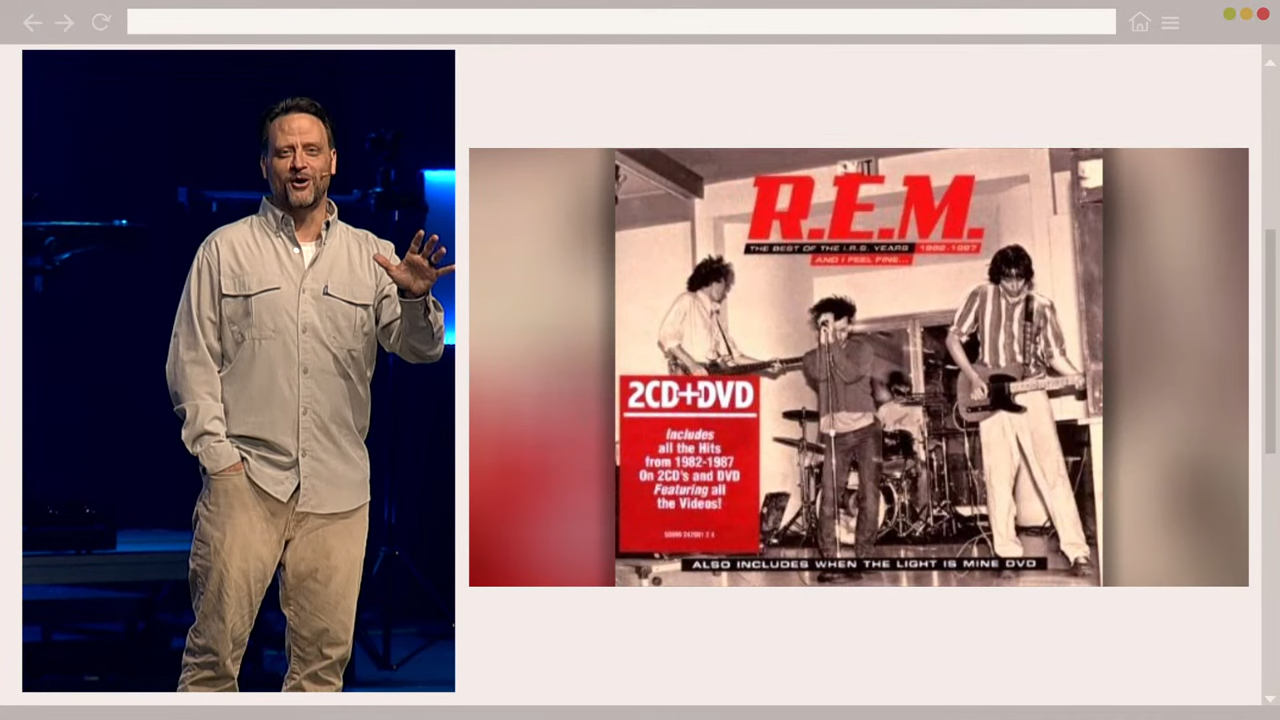 R.E.M.
THE BEST OF THE I.R.S. YEARS 1982-1987
AND I FEEL FINE...
2CD+DVD
Includes
all the Hits
from 1982-1987
On 2CD's and DVD
Featuring all
the Videos!
ALSO INCLUDES WHEN THE LIGHT IS MINE DVD